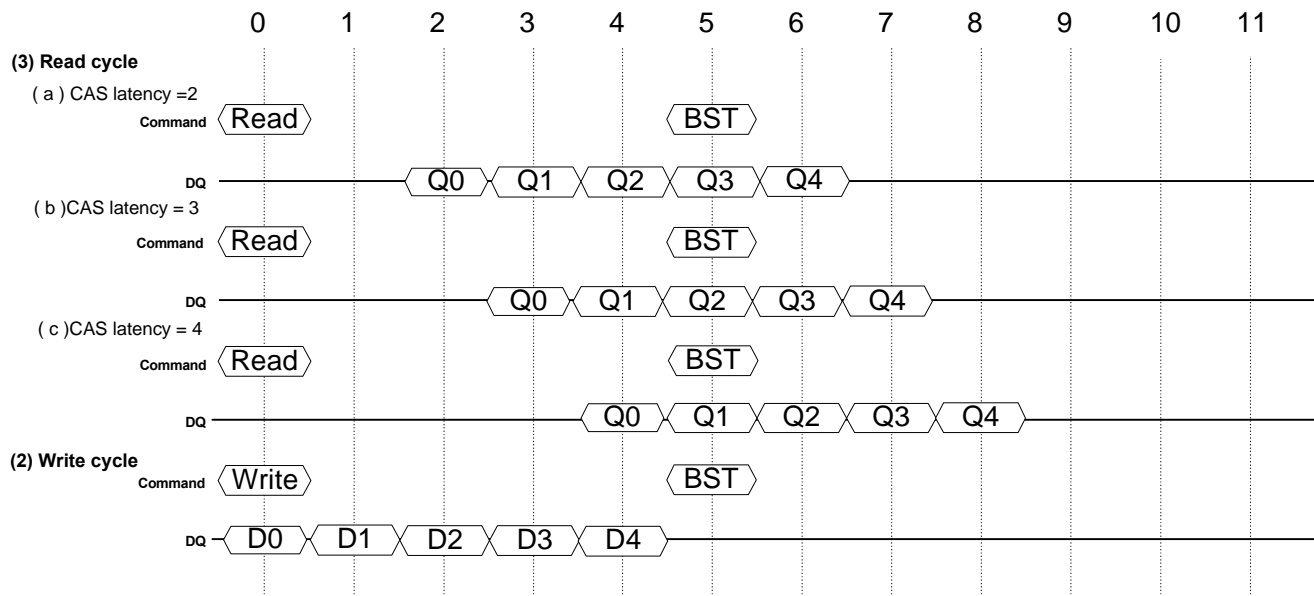 0 1 2 3 4 5 6 7 8 9 10 11
(3) Read cycle
( a ) CAS latency =2
Command Read BST
DQ Q0 Q1 Q2 Q3 Q4
( b )CAS latency = 3
Command Read BST
DQ Q0 Q1 Q2 Q3 Q4
( c )CAS latency = 4
Command Read BST
DQ Q0 Q1 Q2 Q3 Q4
(2) Write cycle
Command Write BST
DQ D0 D1 D2 D3 D4